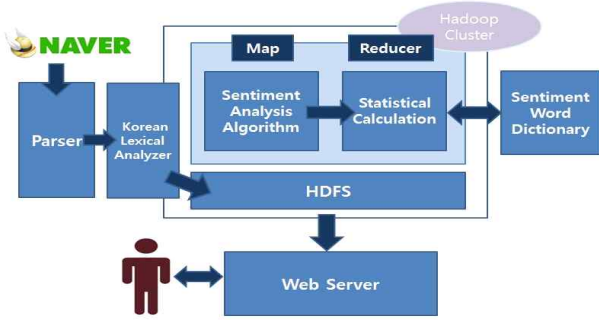 NAVER
Hadoop
Cluster
Map
Reducer
Parser
Korean
Lexical
Analyzer
Sentiment
Analysis
Algorithm
Statistical
Calculation
Sentiment
Word
Dictionary
HDFS
Web Server